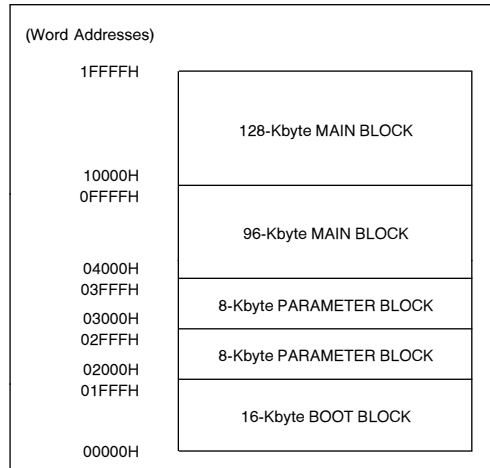 (Word Addresses)
1FFFFH
128-Kbyte MAIN BLOCK
10000H
0FFFFH
96-Kbyte MAIN BLOCK
04000H
03FFFH
8-Kbyte PARAMETER BLOCK
03000H
02FFFH
8-Kbyte PARAMETER BLOCK
02000H
01FFFH
16-Kbyte BOOT BLOCK
00000H